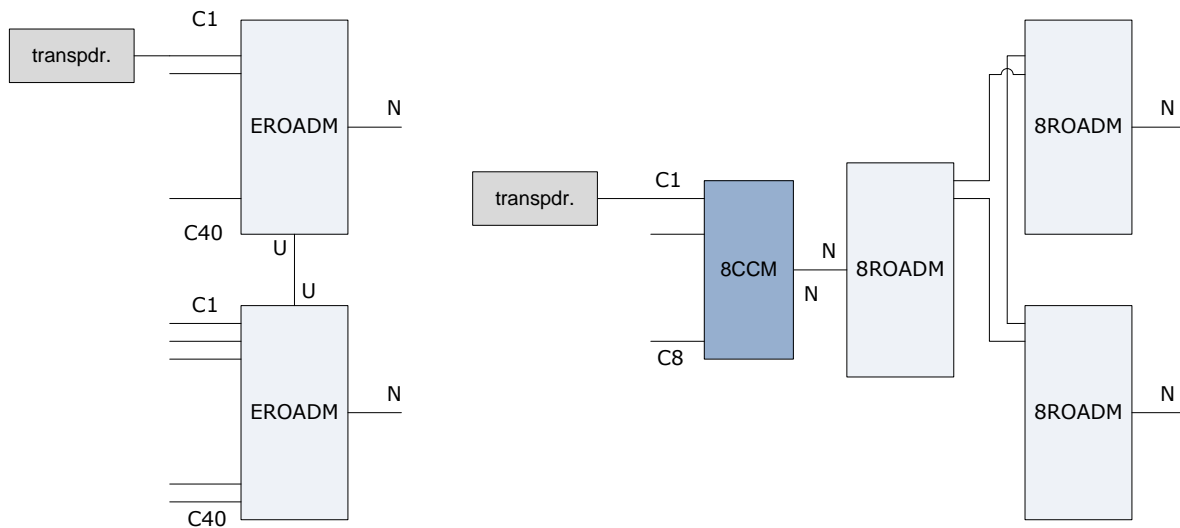 C1
transpdr.
EROADM
N
C40
U
U
C1
EROADM
N
C40
transpdr.
C1
8CCM
C8
N
N
8ROADM
8ROADM
N
8ROADM
N